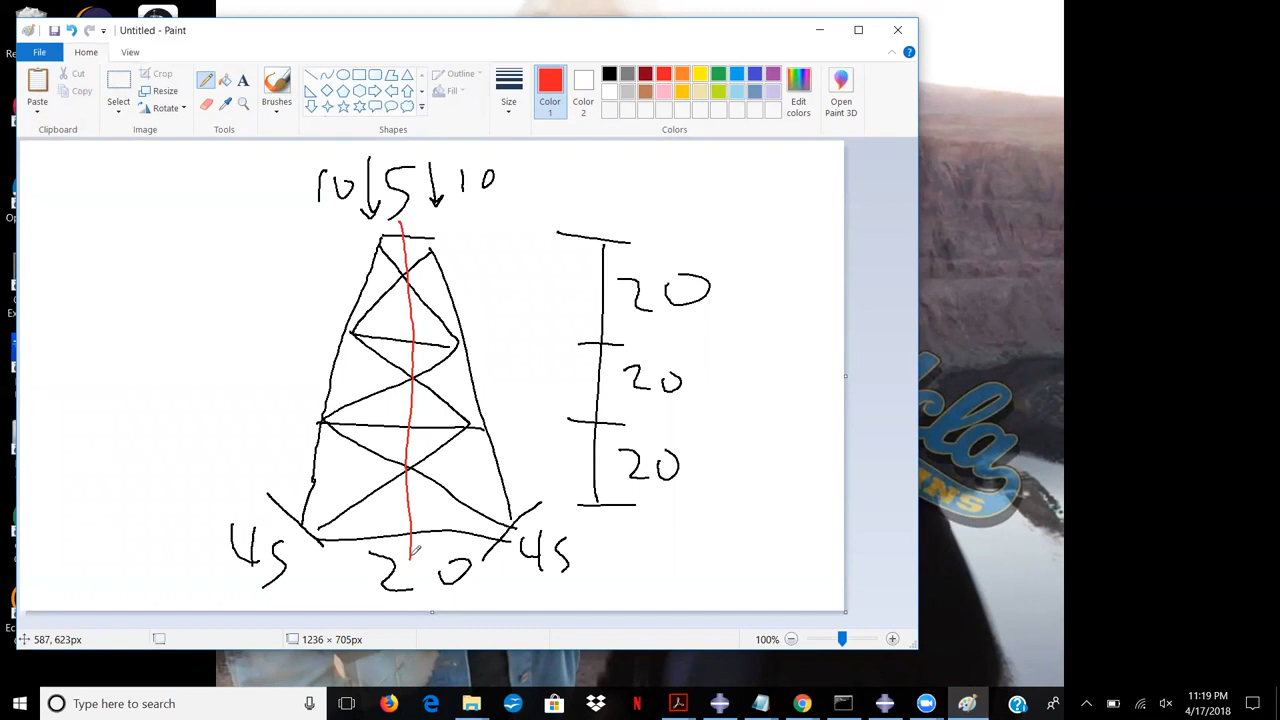 Untitled - Paint
File
Home
View
Paste
Cut
Copy
Clipboard
Select
Crop
Resize
Rotate
Image
Tools
Brushes
Shapes
Outline
Fill
Size
Color 1
Color 2
Edit colors
Open Paint 3D
Colors
10 5 10
20
20
20
45 20 45
587, 623px
1236 × 705px
100%
Type here to search
11:19 PM
4/17/2018